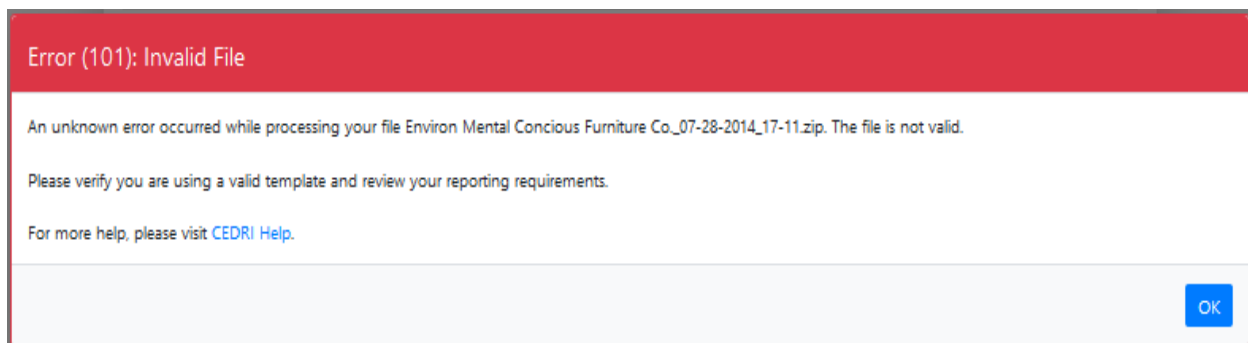 Error (101): Invalid File
An unknown error occurred while processing your file Environ Mental Concious Furniture Co._07-28-2014_17-11.zip. The file is not valid.
Please verify you are using a valid template and review your reporting requirements.
For more help, please visit CEDRI Help.
OK